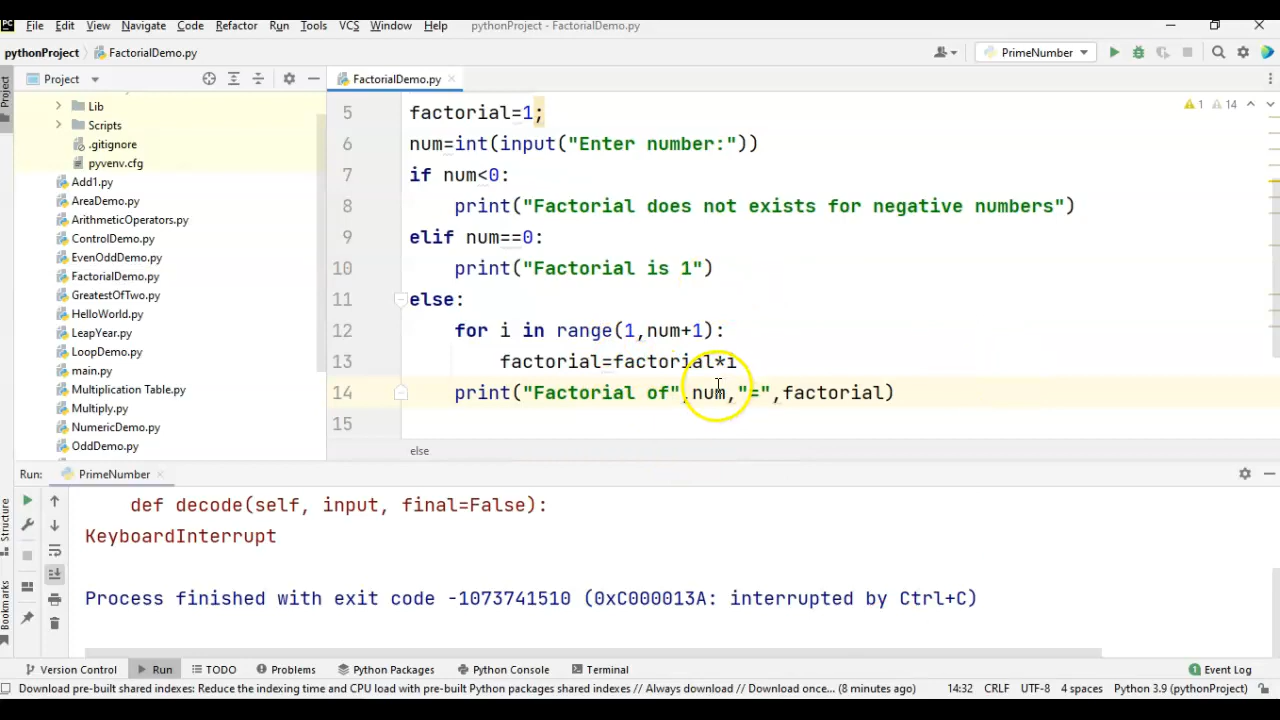 PC File Edit View Navigate Code Refactor Run Tools VCS Window Help pythonProject - FactorialDemo.py
pythonProject FactorialDemo.py PrimeNumber
Project FactorialDemo.py
Project
Lib
Scripts
.gitignore
pyvenv.cfg
Add1.py
AreaDemo.py
ArithmeticOperators.py
ControlDemo.py
EvenOddDemo.py
FactorialDemo.py
GreatestOfTwo.py
HelloWorld.py
LeapYear.py
LoopDemo.py
main.py
Multiplication Table.py
Multiply.py
NumericDemo.py
OddDemo.py
1 14
5 factorial=1;
6 num=int(input("Enter number:"))
7 if num<0:
8 print("Factorial does not exists for negative numbers")
9 elif num==0:
10 print("Factorial is 1")
11 else:
12 for i in range(1,num+1):
13 factorial=factorial*i
14 print("Factorial of",num,"=",factorial)
15
else
Run: PrimeNumber
def decode(self, input, final=False):
KeyboardInterrupt
Process finished with exit code -1073741510 (0xC000013A: interrupted by Ctrl+C)
Structure
Bookmarks
Version Control Run TODO Problems Python Packages Python Console Terminal 1 Event Log
Download pre-built shared indexes: Reduce the indexing time and CPU load with pre-built Python packages shared indexes // Always download // Download once... (8 minutes ago) 14:32 CRLF UTF-8 4 spaces Python 3.9 (pythonProject)